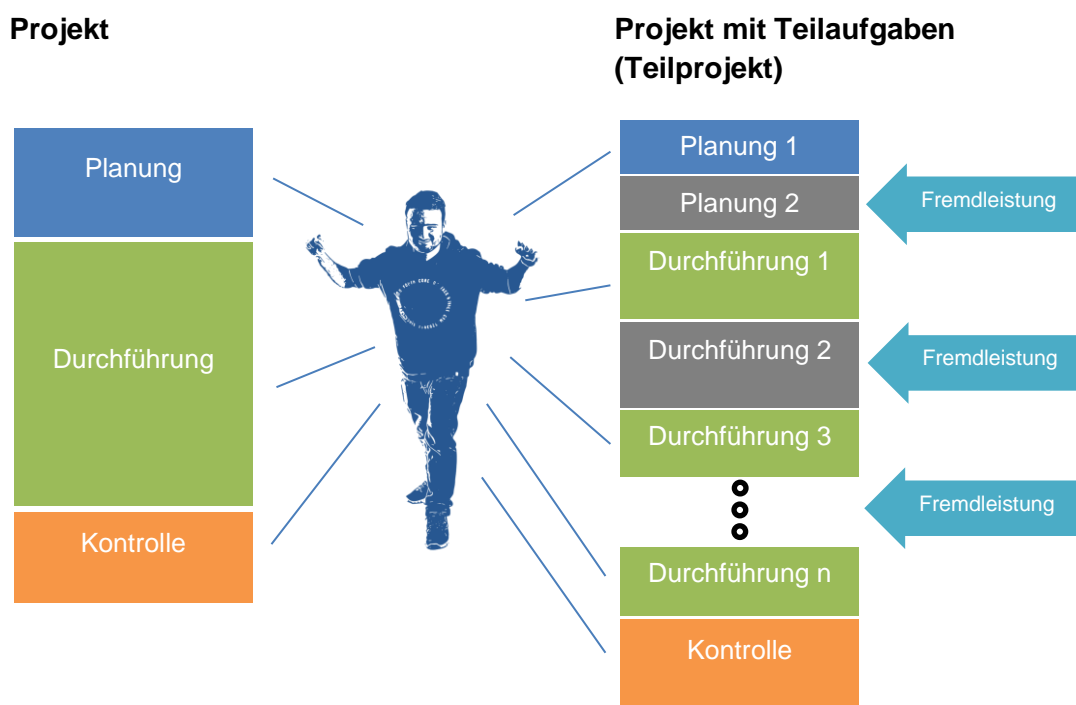 Projekt
Planung
Durchführung
Kontrolle
Projekt mit Teilaufgaben
(Teilprojekt)
Planung 1
Planung 2
Fremdleistung
Durchführung 1
Durchführung 2
Fremdleistung
Durchführung 3
Fremdleistung
Durchführung n
Kontrolle